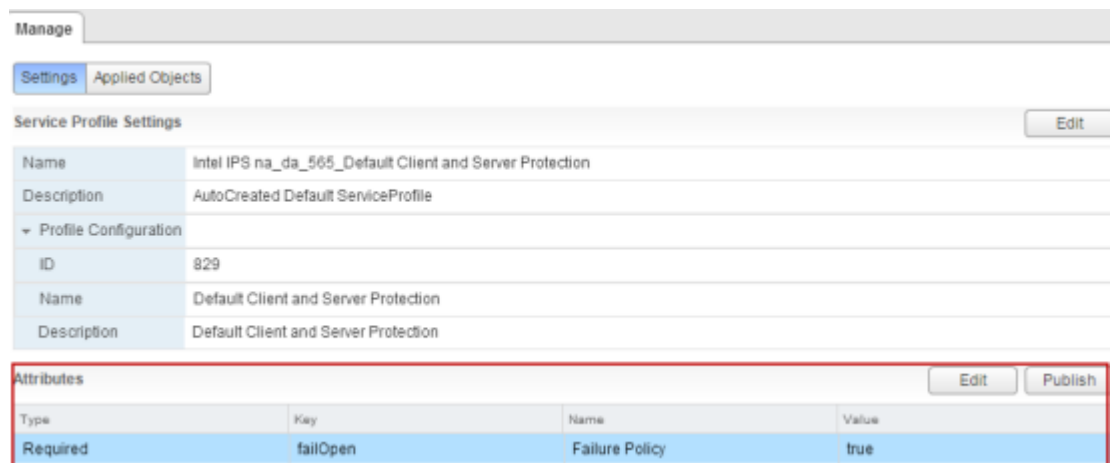 Manage
Settings Applied Objects
Service Profile Settings Edit
Name Intel IPS na_da_565_Default Client and Server Protection
Description AutoCreated Default ServiceProfile
Profile Configuration
ID 829
Name Default Client and Server Protection
Description Default Client and Server Protection
Attributes Edit Publish
Type Key Name Value
Required failOpen Failure Policy true